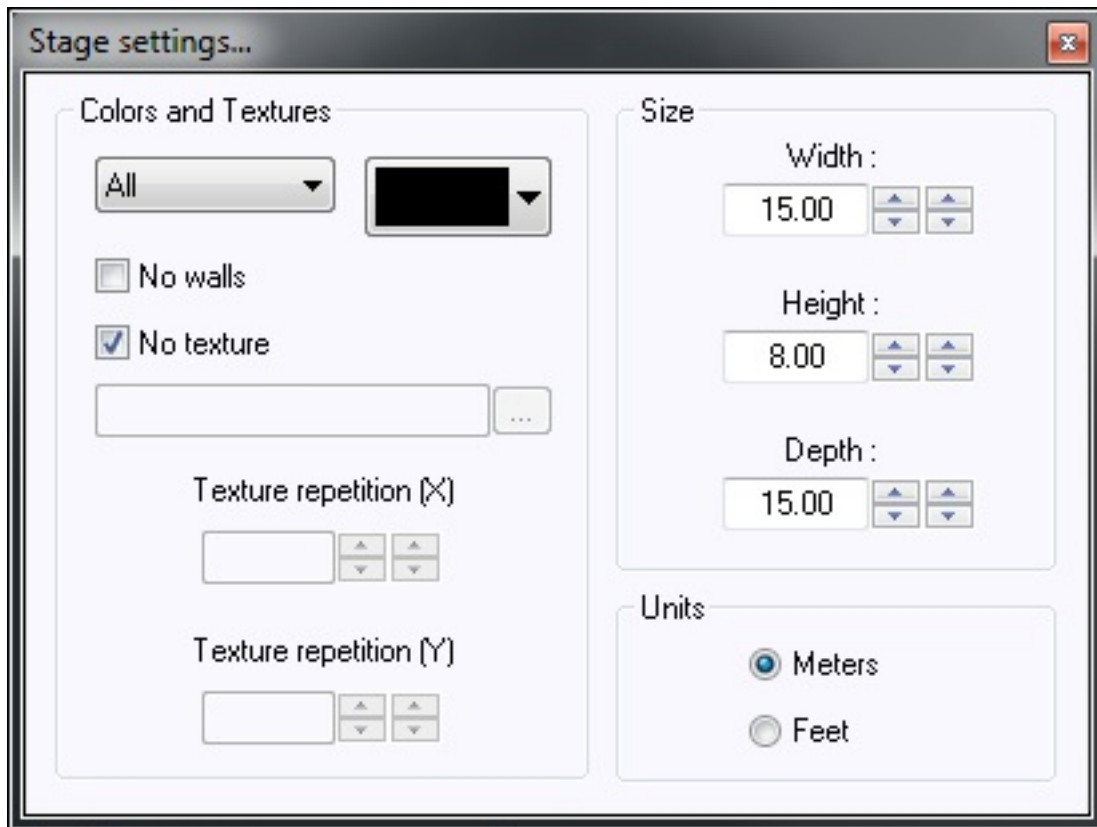 Stage settings...
Colors and Textures
All
No walls
No texture
...
Texture repetition (X)
Texture repetition (Y)
Size
Width :
15.00
Height :
8.00
Depth :
15.00
Units
Meters
Feet